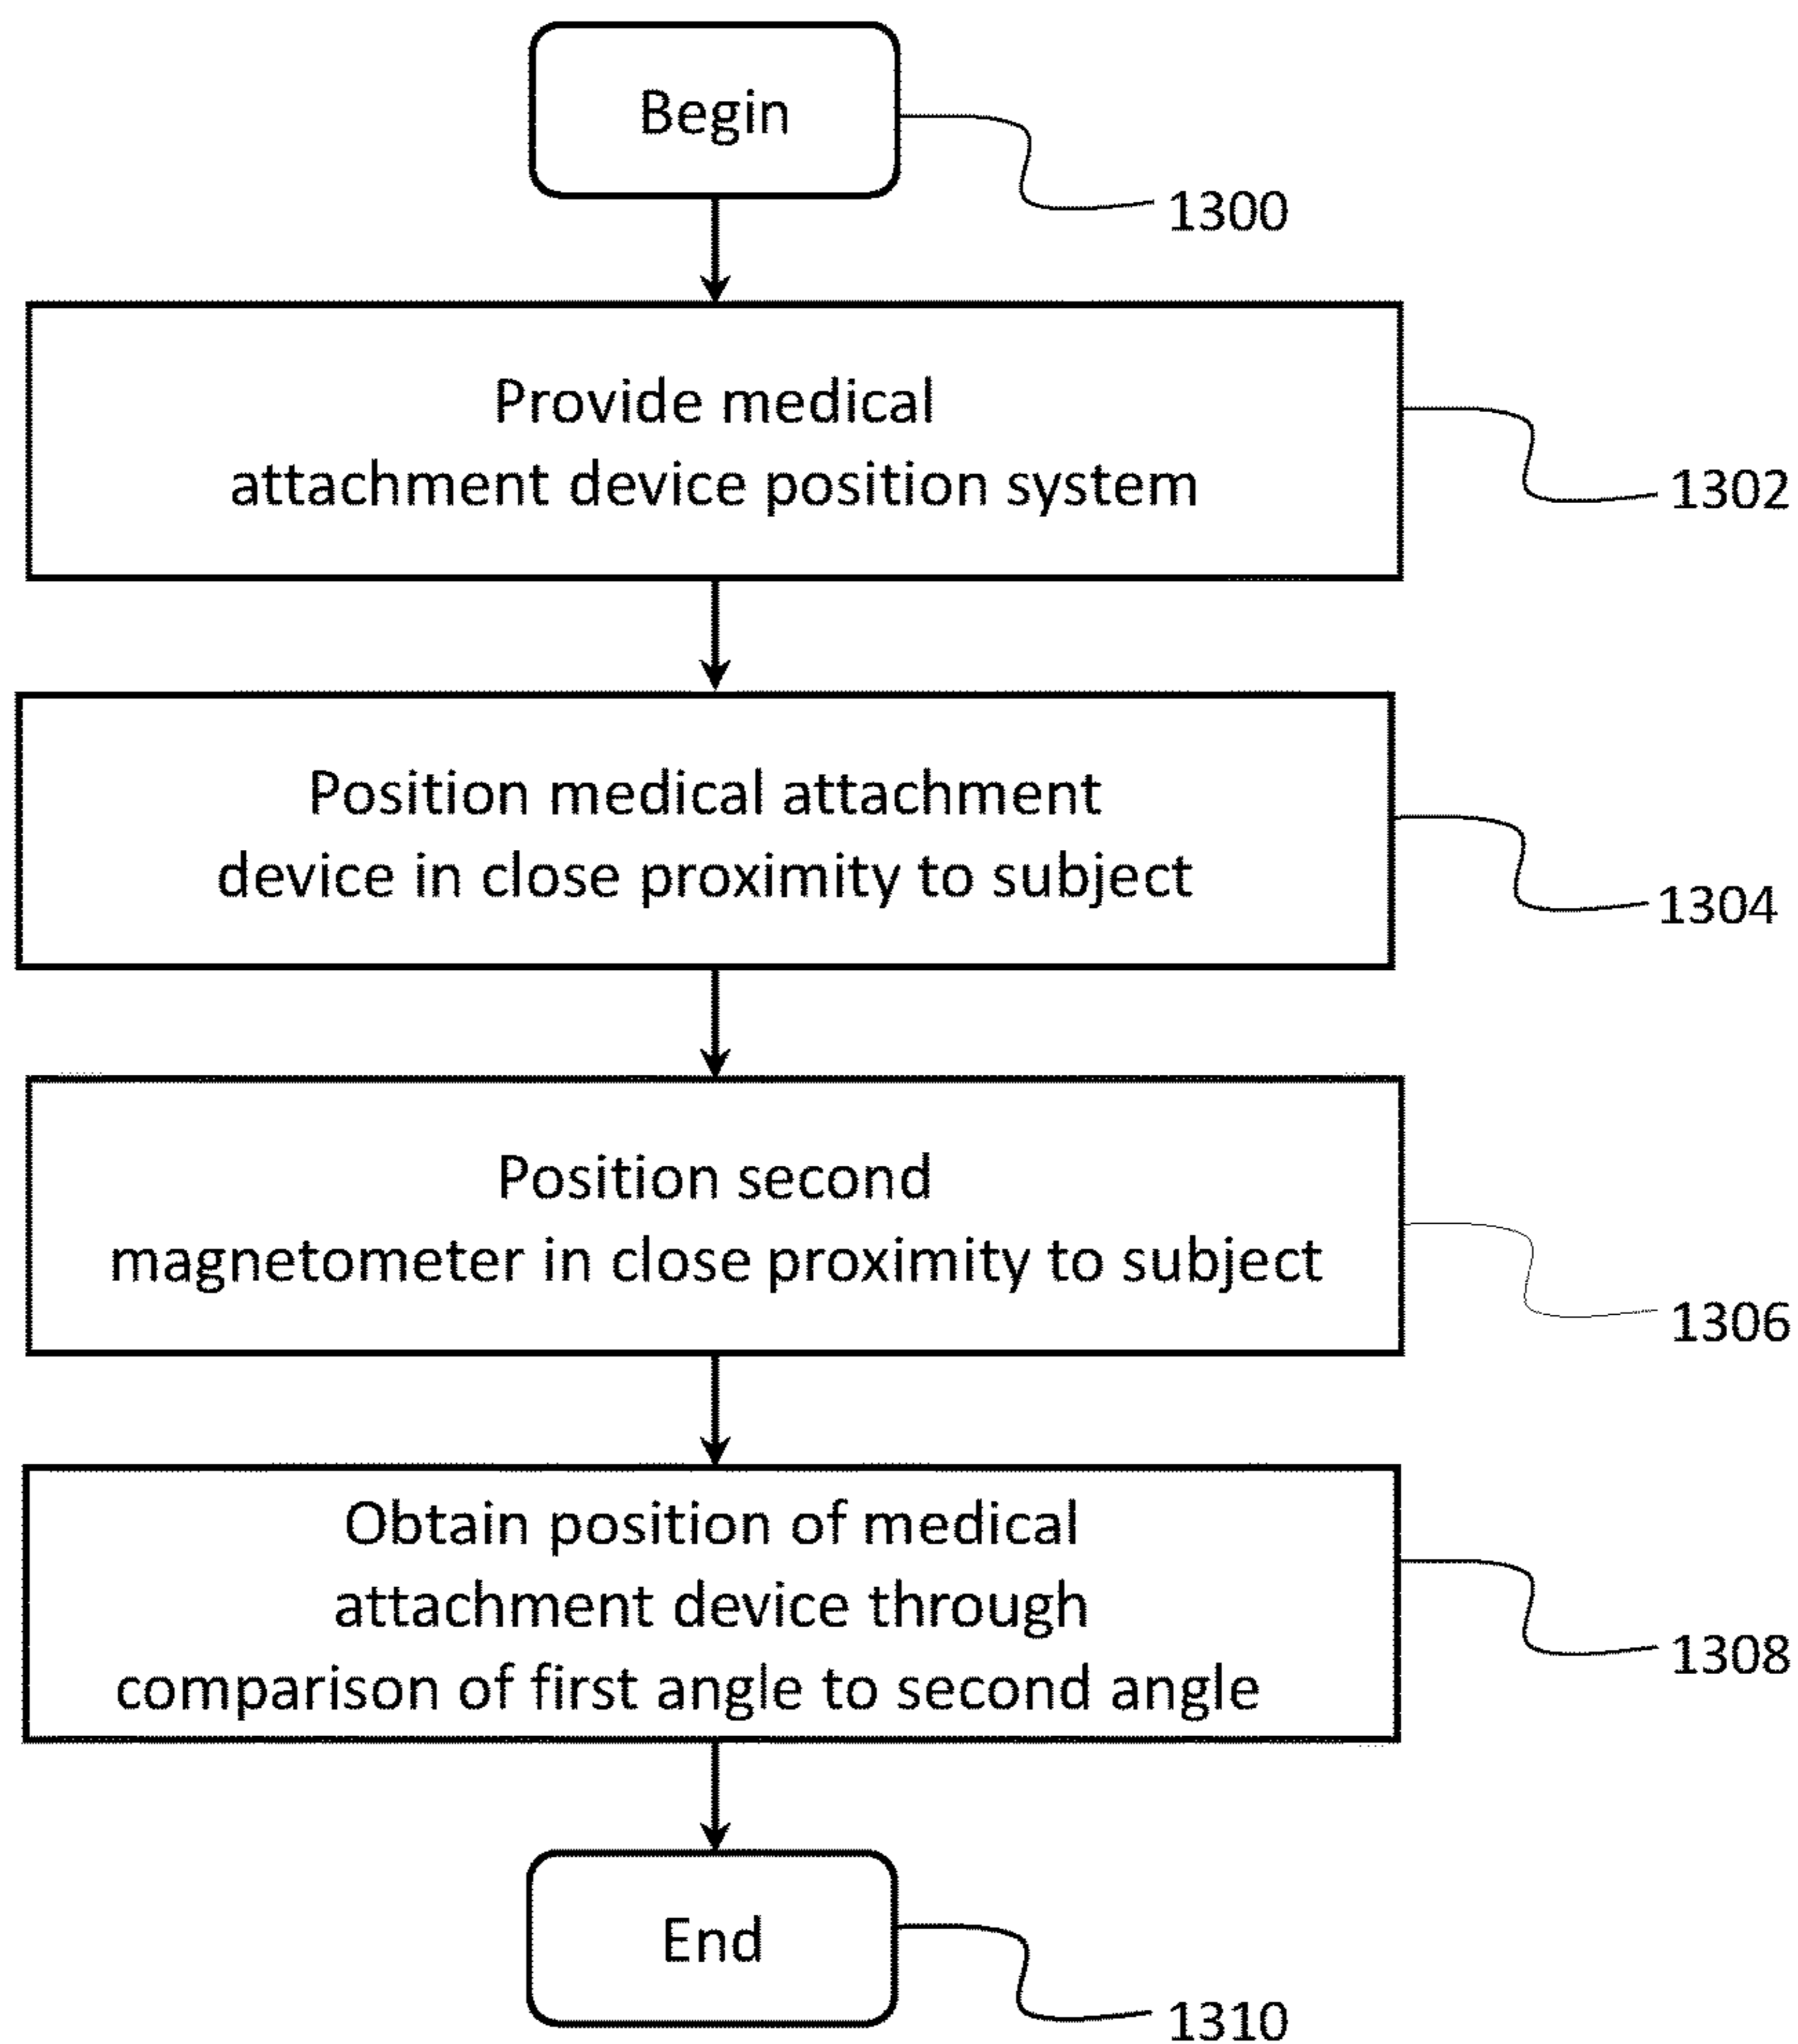 Begin
1300
Provide medical
attachment device position system
1302
Position medical attachment
device in close proximity to subject
1304
Position second
magnetometer in close proximity to subject
1306
Obtain position of medical
attachment device through
comparison of first angle to second angle
1308
End
1310